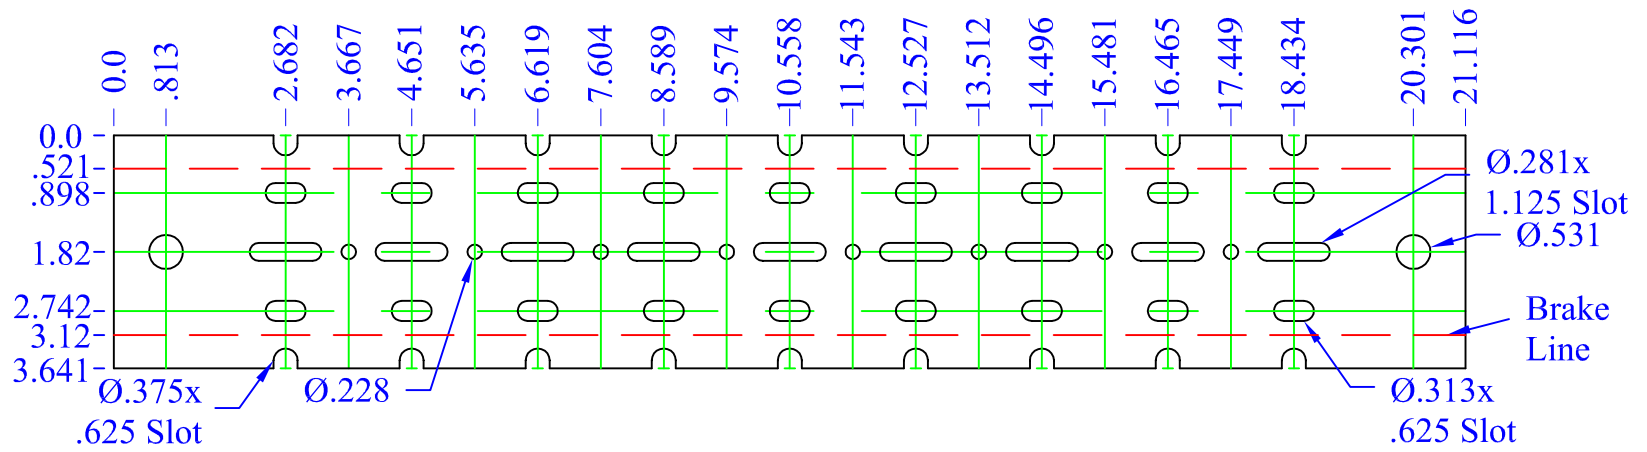 0.0
.813
2.682
3.667
4.651
5.635
6.619
7.604
8.589
9.574
10.558
11.543
12.527
13.512
14.496
15.481
16.465
17.449
18.434
20.301
21.116
0.0
.521
.898
1.82
2.742
3.12
3.641
Ø.281x
1.125 Slot
Ø.531
Brake
Line
Ø.375x
.625 Slot
Ø.228
Ø.313x
.625 Slot